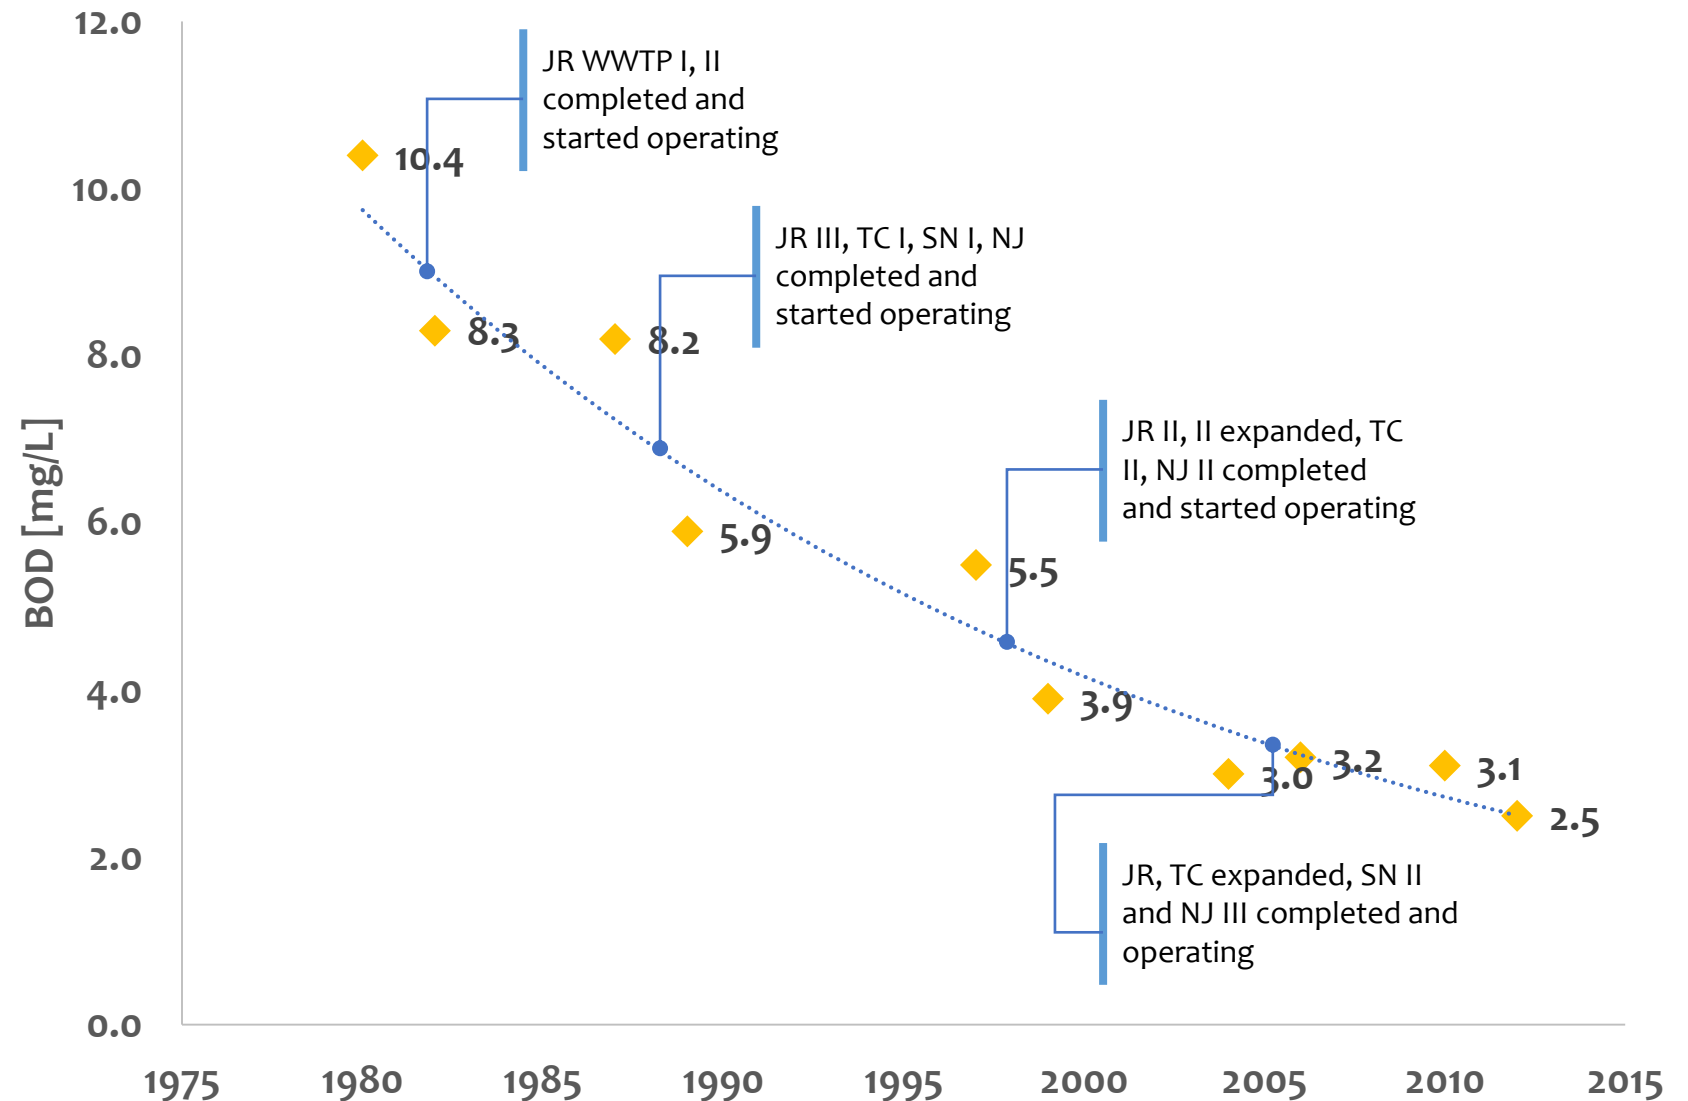 12.0
10.0
8.0
6.0
4.0
2.0
0.0
BOD [mg/L]
JR WWTP I, II
completed and
started operating
JR III, TC I, SN I, NJ
completed and
started operating
JR II, II expanded, TC
II, NJ II completed
and started operating
JR, TC expanded, SN II
and NJ III completed and
operating
10.4
8.3
8.2
5.9
5.5
3.9
3.0
3.2
3.1
2.5
1975 1980 1985 1990 1995 2000 2005 2010 2015